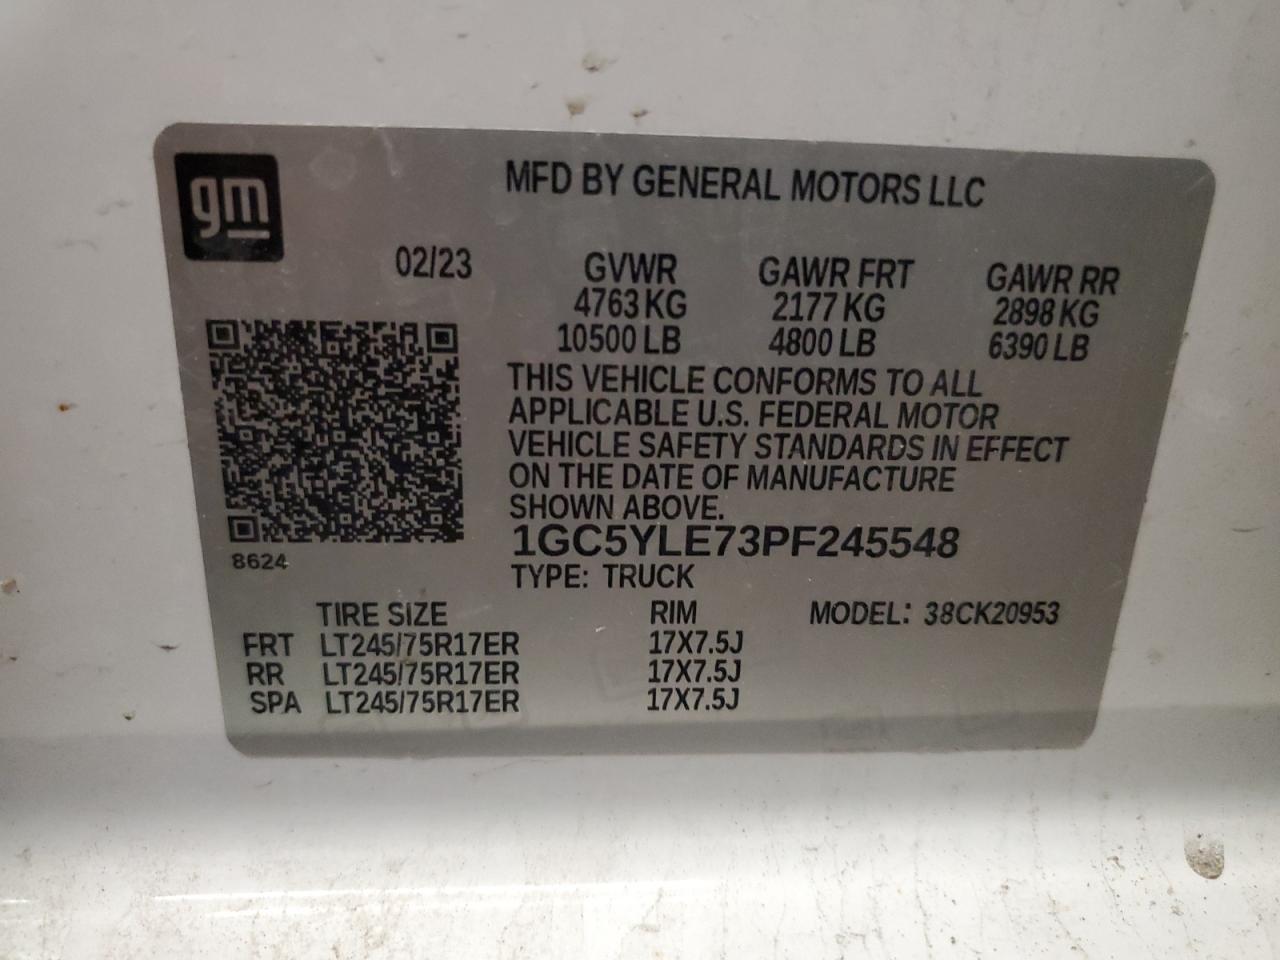 gm
MFD BY GENERAL MOTORS LLC
02/23 GVWR GAWR FRT GAWR RR
4763 KG 2177 KG 2898 KG
10500 LB 4800 LB 6390 LB
THIS VEHICLE CONFORMS TO ALL
APPLICABLE U.S. FEDERAL MOTOR
VEHICLE SAFETY STANDARDS IN EFFECT
ON THE DATE OF MANUFACTURE
SHOWN ABOVE.
1GC5YLE73PF245548
8624
TYPE: TRUCK
TIRE SIZE RIM MODEL: 38CK20953
FRT LT245/75R17ER 17X7.5J
RR LT245/75R17ER 17X7.5J
SPA LT245/75R17ER 17X7.5J